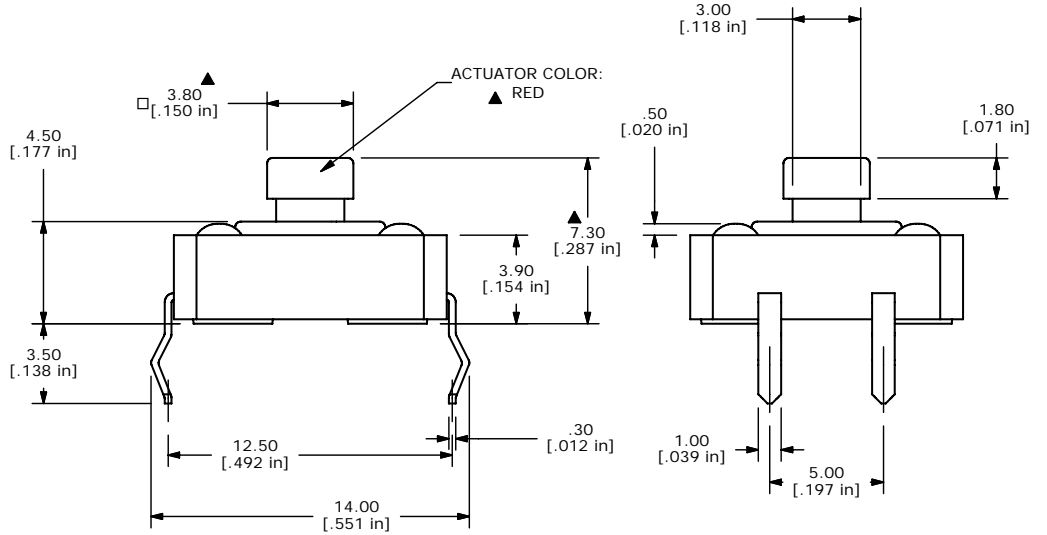 3.00
[.118 in]
ACTUATOR COLOR:
▲ RED
▲
□ 3.80
[.150 in]
.50
[.020 in]
1.80
[.071 in]
4.50
[.177 in]
▲
7.30
[.287 in]
3.90
[.154 in]
3.50
[.138 in]
.30
[.012 in]
12.50
[.492 in]
1.00
[.039 in]
5.00
[.197 in]
14.00
[.551 in]